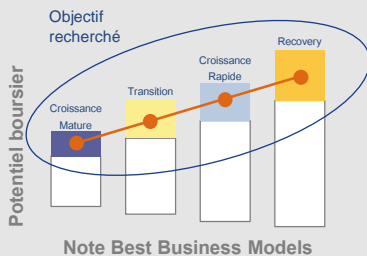 Objectif
recherché
Recovery
Croissance
Rapide
Transition
Croissance
Mature
Potentiel boursier
Note Best Business Models